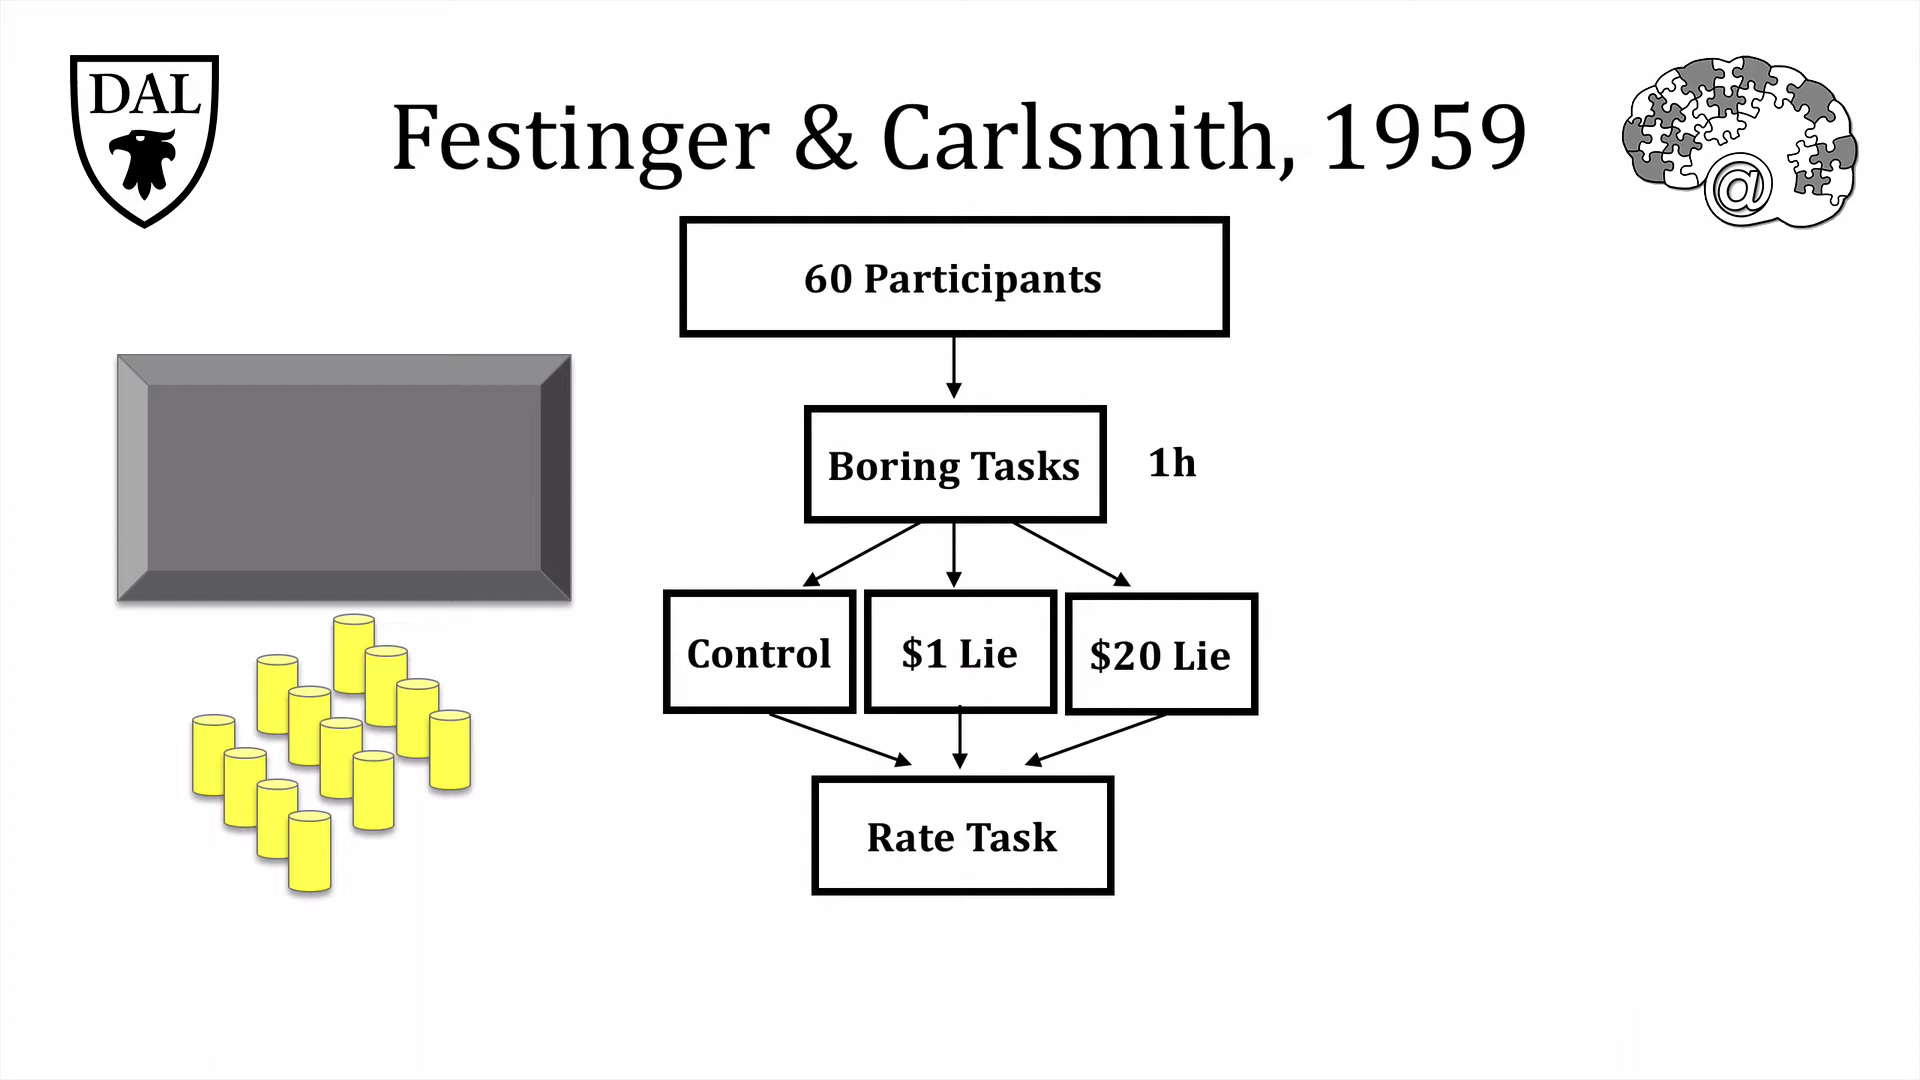 DAL
Festinger & Carlsmith, 1959
@
60 Participants
Boring Tasks
1h
Control
$1 Lie
$20 Lie
Rate Task